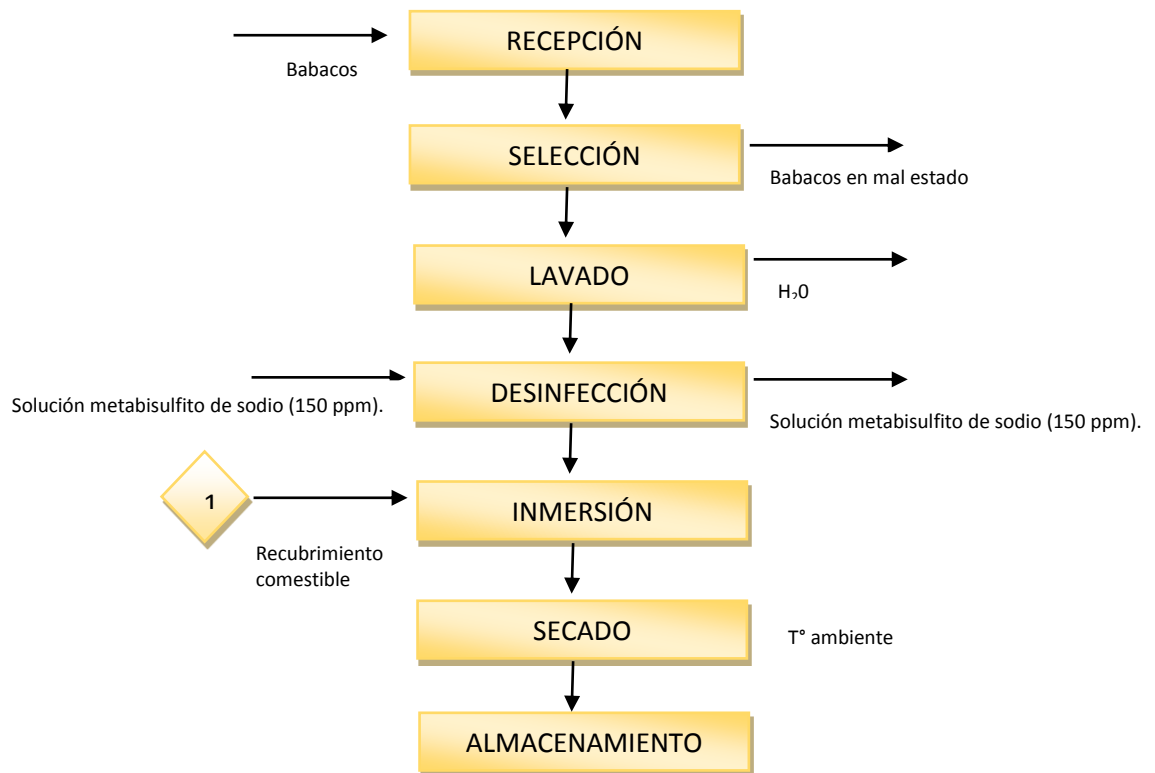 RECEPCIÓN
Babacos
SELECCIÓN
Babacos en mal estado
LAVADO
H₂0
DESINFECCIÓN
Solución metabisulfito de sodio (150 ppm).
Solución metabisulfito de sodio (150 ppm).
1
INMERSIÓN
Recubrimiento
comestible
SECADO
T° ambiente
ALMACENAMIENTO